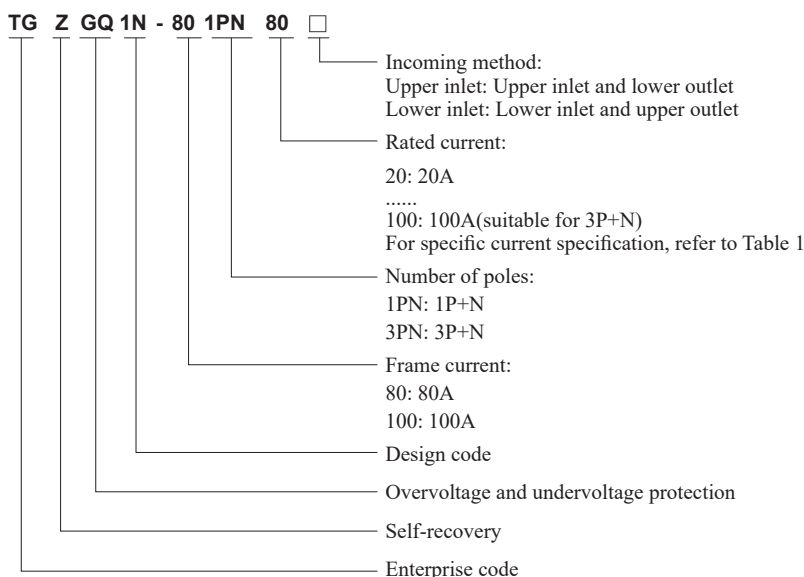 TG Z GQ 1N - 80 1PN 80 □
Incoming method:
Upper inlet: Upper inlet and lower outlet
Lower inlet: Lower inlet and upper outlet
Rated current:
20: 20A
......
100: 100A(suitable for 3P+N)
For specific current specification, refer to Table 1
Number of poles:
1PN: 1P+N
3PN: 3P+N
Frame current:
80: 80A
100: 100A
Design code
Overvoltage and undervoltage protection
Self-recovery
Enterprise code